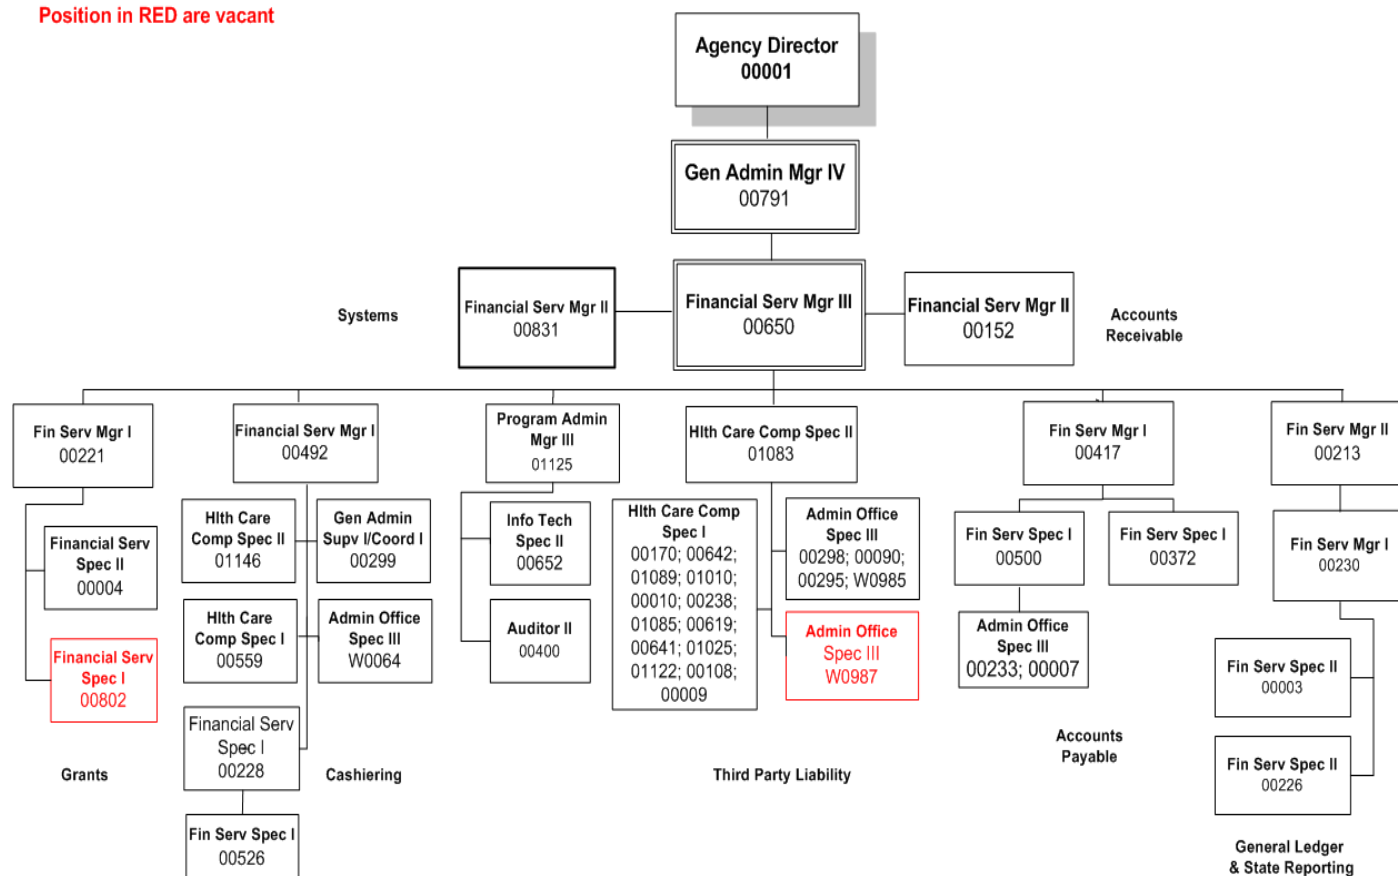 Position in RED are vacant
Agency Director
00001
Gen Admin Mgr IV
00791
Systems
Financial Serv Mgr II
00831
Financial Serv Mgr III
00650
Financial Serv Mgr II
00152
Accounts
Receivable
Fin Serv Mgr I
00221
Financial Serv Mgr I
00492
Program Admin
Mgr III
01125
Hlth Care Comp Spec II
01083
Fin Serv Mgr I
00417
Fin Serv Mgr II
00213
Financial Serv
Spec II
00004
Financial Serv
Spec I
00802
Grants
Hlth Care
Comp Spec II
01146
Gen Admin
Supv I/Coord I
00299
Hlth Care
Comp Spec I
00559
Admin Office
Spec III
W0064
Financial Serv
Spec I
00228
Cashiering
Fin Serv Spec I
00526
Info Tech
Spec II
00652
Auditor II
00400
Hlth Care Comp
Spec I
00170; 00642;
01089; 01010;
00010; 00238;
01085; 00619;
00641; 01025;
01122; 00108;
00009
Admin Office
Spec III
00298; 00090;
00295; W0985
Admin Office
Spec III
W0987
Third Party Liability
Fin Serv Spec I
00500
Fin Serv Spec I
00372
Admin Office
Spec III
00233; 00007
Accounts
Payable
Fin Serv Mgr I
00230
Fin Serv Spec II
00003
Fin Serv Spec II
00226
General Ledger
& State Reporting